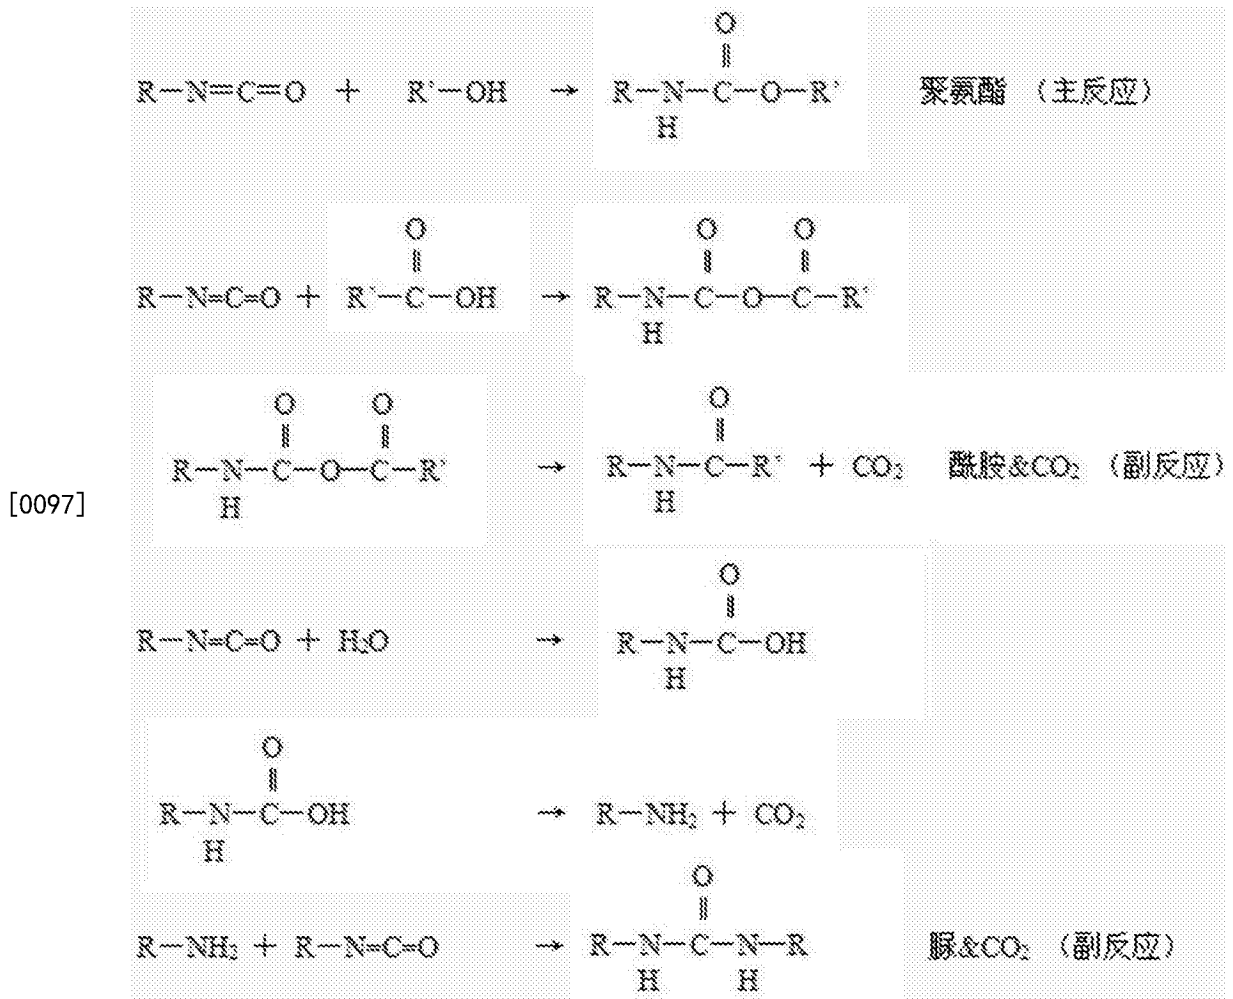 R-N=C=O + R'-OH → R-N(H)-C(=O)-O-R' 聚氨酯 (主反应)
R-N=C=O + R'-C(=O)-OH → R-N(H)-C(=O)-O-C(=O)-R'
R-N(H)-C(=O)-O-C(=O)-R' → R-N(H)-C(=O)-R' + CO₂ 酰胺&CO₂ (副反应)
[0097]
R-N=C=O + H₂O → R-N(H)-C(=O)-OH
R-N(H)-C(=O)-OH → R-NH₂ + CO₂
R-NH₂ + R-N=C=O → R-N(H)-C(=O)-N(H)-R 脲&CO₂ (副反应)